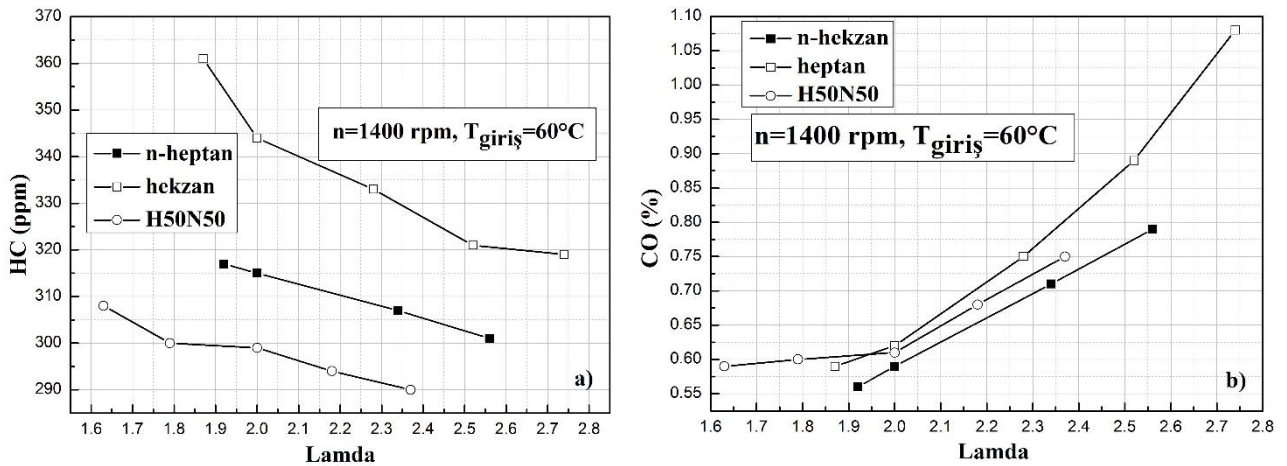 370
360
350
340
330
320
310
300
290
HC (ppm)
n=1400 rpm, Tgiriş=60°C
n-heptan
hekzan
H50N50
a)
1.6 1.7 1.8 1.9 2.0 2.1 2.2 2.3 2.4 2.5 2.6 2.7 2.8
Lamda
1.10
1.05
1.00
0.95
0.90
0.85
0.80
0.75
0.70
0.65
0.60
0.55
CO (%)
n-hekzan
heptan
H50N50
n=1400 rpm, Tgiriş=60°C
b)
1.6 1.7 1.8 1.9 2.0 2.1 2.2 2.3 2.4 2.5 2.6 2.7 2.8
Lamda